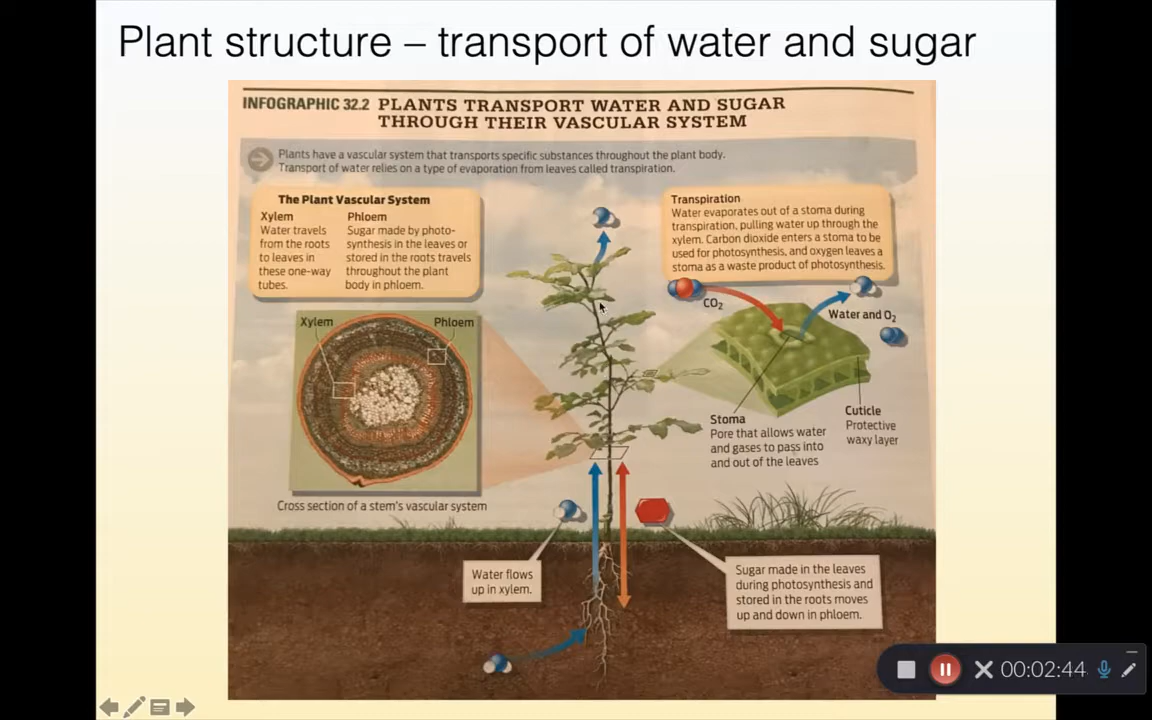 Plant structure – transport of water and sugar
INFOGRAPHIC 32.2 PLANTS TRANSPORT WATER AND SUGAR
THROUGH THEIR VASCULAR SYSTEM
Plants have a vascular system that transports specific substances throughout the plant body.
Transport of water relies on a type of evaporation from leaves called transpiration.
The Plant Vascular System
Xylem
Water travels
from the roots
to leaves in
these one-way
tubes.
Phloem
Sugar made by photo-
synthesis in the leaves or
stored in the roots travels
throughout the plant
body in phloem.
Transpiration
Water evaporates out of a stoma during
transpiration, pulling water up through the
xylem. Carbon dioxide enters a stoma to be
used for photosynthesis, and oxygen leaves a
stoma as a waste product of photosynthesis.
CO₂
Water and O₂
Xylem
Phloem
Cross section of a stem's vascular system
Stoma
Pore that allows water
and gases to pass into
and out of the leaves
Cuticle
Protective
waxy layer
Water flows
up in xylem.
Sugar made in the leaves
during photosynthesis and
stored in the roots moves
up and down in phloem.
00:02:44